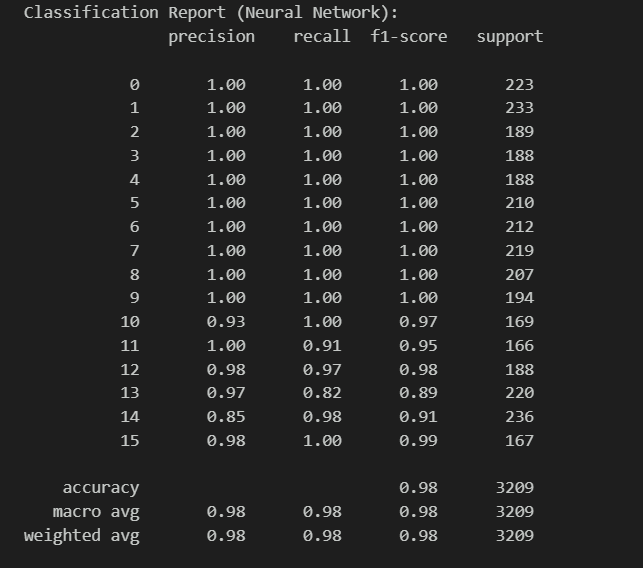 Classification Report (Neural Network):
precision recall f1-score support
0 1.00 1.00 1.00 223
1 1.00 1.00 1.00 233
2 1.00 1.00 1.00 189
3 1.00 1.00 1.00 188
4 1.00 1.00 1.00 188
5 1.00 1.00 1.00 210
6 1.00 1.00 1.00 212
7 1.00 1.00 1.00 219
8 1.00 1.00 1.00 207
9 1.00 1.00 1.00 194
10 0.93 1.00 0.97 169
11 1.00 0.91 0.95 166
12 0.98 0.97 0.98 188
13 0.97 0.82 0.89 220
14 0.85 0.98 0.91 236
15 0.98 1.00 0.99 167
accuracy 0.98 3209
macro avg 0.98 0.98 0.98 3209
weighted avg 0.98 0.98 0.98 3209